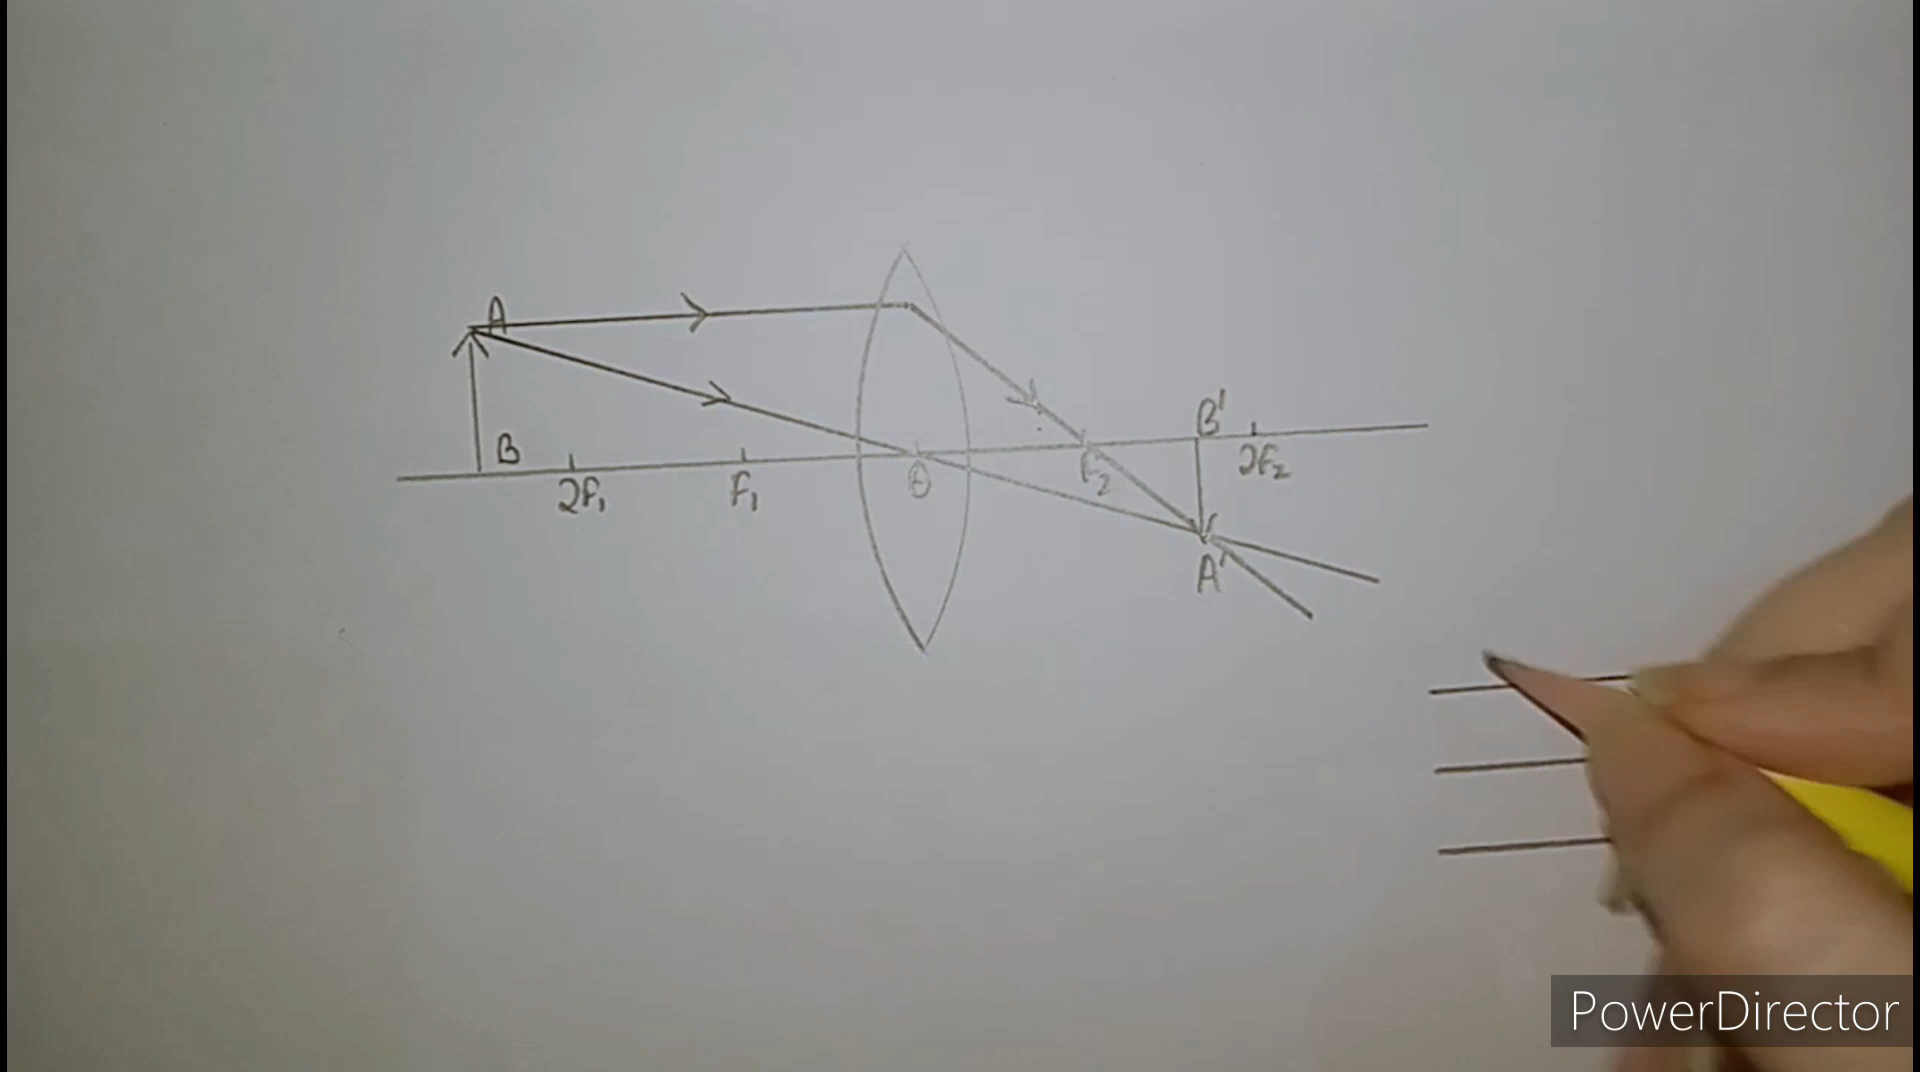 A
B
2F₁
F₁
O
F₂
B'
2F₂
A'
PowerDirector